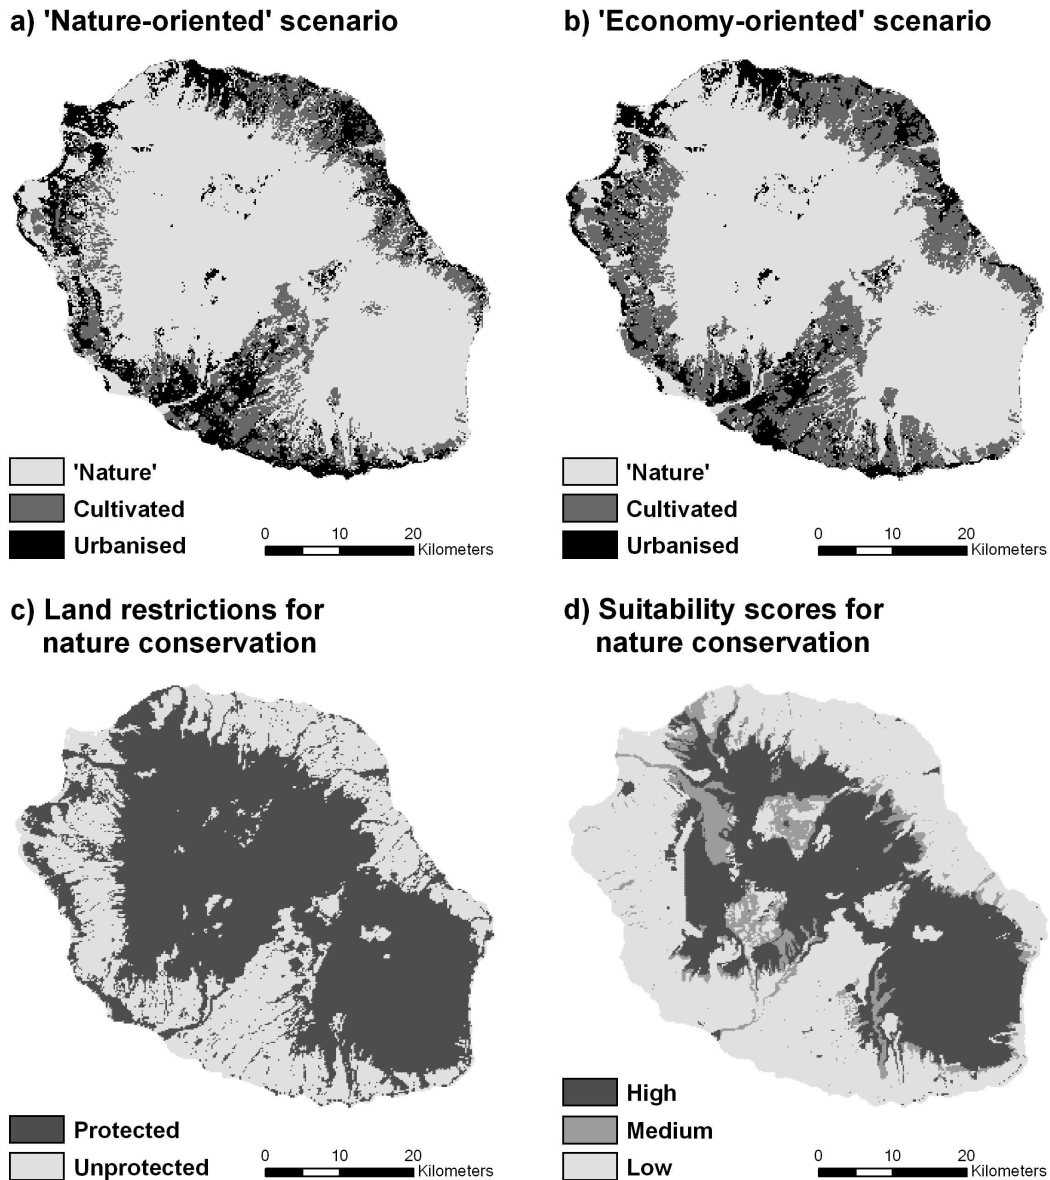 a) 'Nature-oriented' scenario
b) 'Economy-oriented' scenario
'Nature'
Cultivated
Urbanised
0 10 20
Kilometers
'Nature'
Cultivated
Urbanised
0 10 20
Kilometers
c) Land restrictions for
nature conservation
d) Suitability scores for
nature conservation
Protected
Unprotected
0 10 20
Kilometers
High
Medium
Low
0 10 20
Kilometers